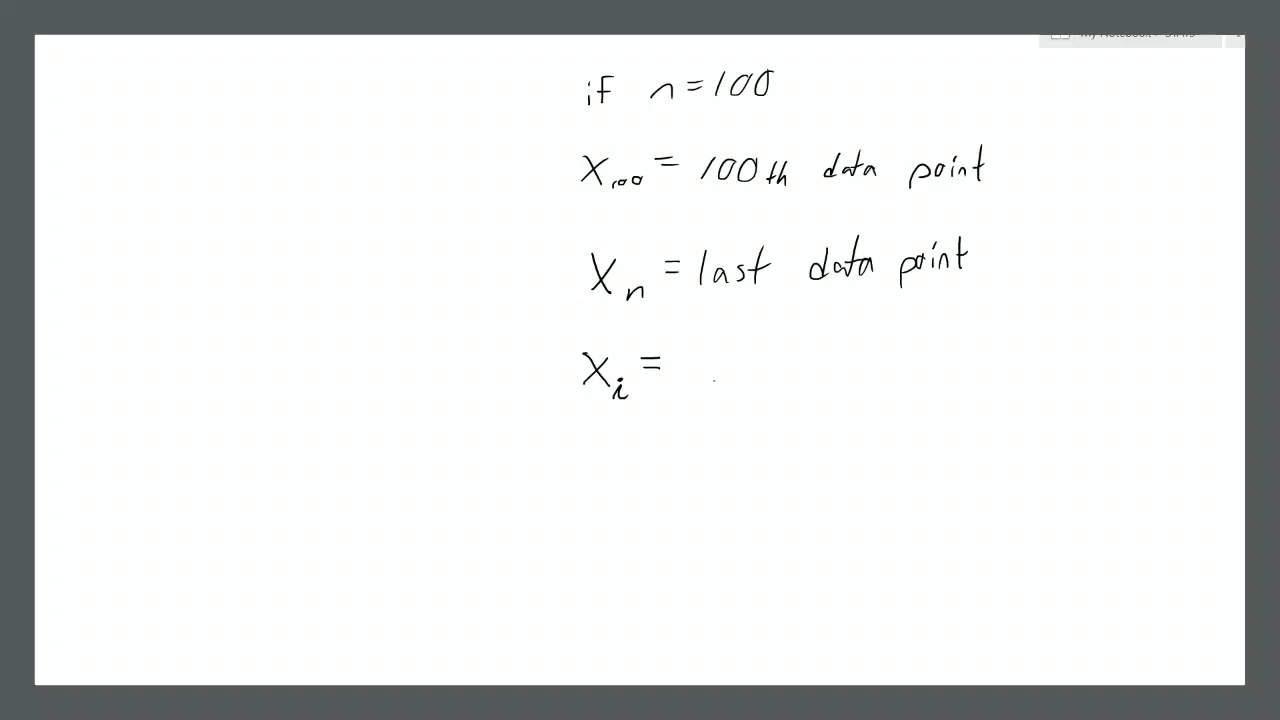 if n = 100
X₁₀₀ = 100th data point
Xₙ = last data point
Xᵢ =